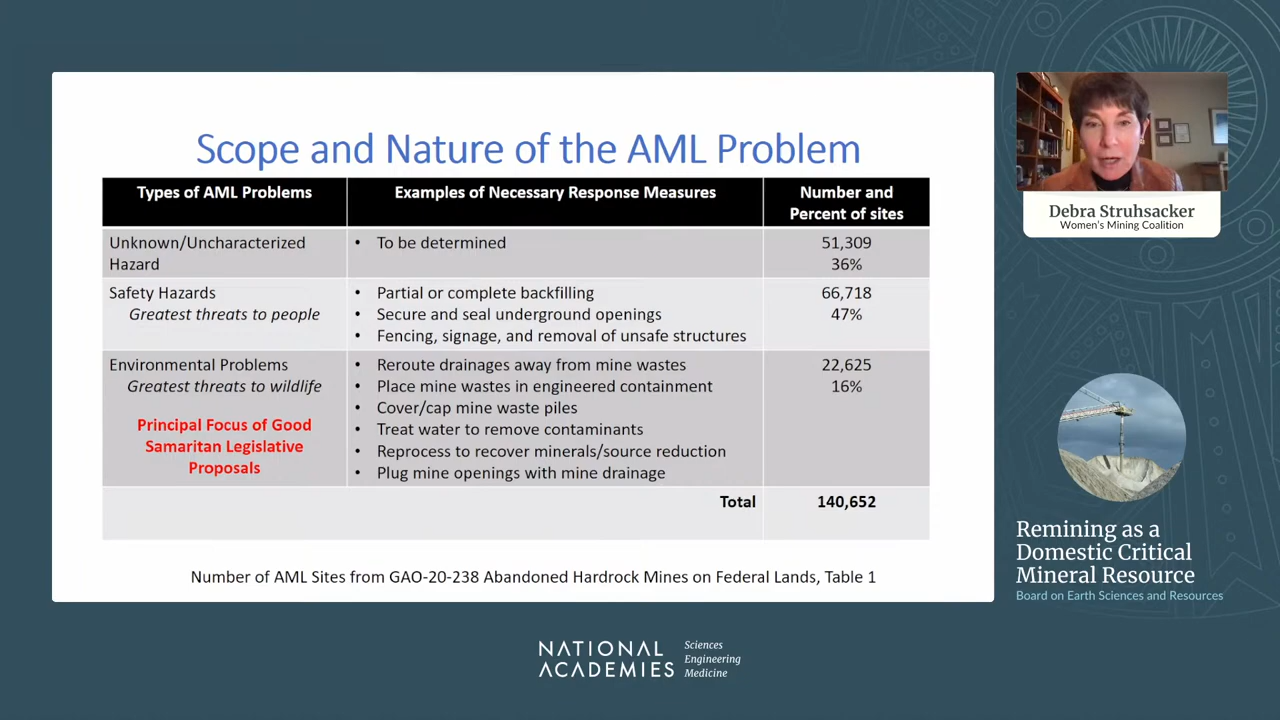 Scope and Nature of the AML Problem
Types of AML Problems
Examples of Necessary Response Measures
Number and
Percent of sites
Unknown/Uncharacterized
Hazard
• To be determined
51,309
36%
Safety Hazards
Greatest threats to people
• Partial or complete backfilling
• Secure and seal underground openings
• Fencing, signage, and removal of unsafe structures
66,718
47%
Environmental Problems
Greatest threats to wildlife
Principal Focus of Good
Samaritan Legislative
Proposals
• Reroute drainages away from mine wastes
• Place mine wastes in engineered containment
• Cover/cap mine waste piles
• Treat water to remove contaminants
• Reprocess to recover minerals/source reduction
• Plug mine openings with mine drainage
22,625
16%
Total
140,652
Number of AML Sites from GAO-20-238 Abandoned Hardrock Mines on Federal Lands, Table 1
Debra Struhsacker
Women's Mining Coalition
Remining as a
Domestic Critical
Mineral Resource
Board on Earth Sciences and Resources
NATIONAL
ACADEMIES
Sciences
Engineering
Medicine